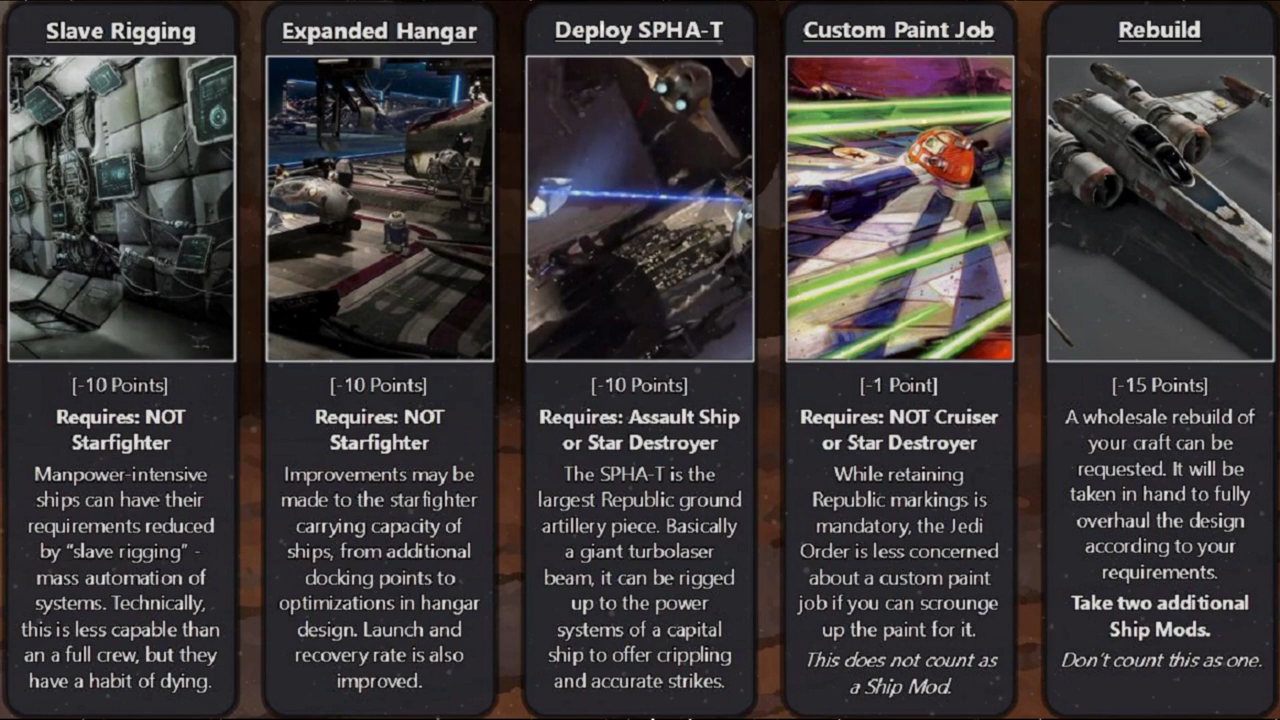 Slave Rigging
[-10 Points]
Requires: NOT
Starfighter
Manpower-intensive
ships can have their
requirements reduced
by “slave rigging” -
mass automation of
systems. Technically,
this is less capable than
an a full crew, but they
have a habit of dying.
Expanded Hangar
[-10 Points]
Requires: NOT
Starfighter
Improvements may be
made to the starfighter
carrying capacity of
ships, from additional
docking points to
optimizations in hangar
design. Launch and
recovery rate is also
improved.
Deploy SPHA-T
[-10 Points]
Requires: Assault Ship
or Star Destroyer
The SPHA-T is the
largest Republic ground
artillery piece. Basically
a giant turbolaser
beam, it can be rigged
up to the power
systems of a capital
ship to offer crippling
and accurate strikes.
Custom Paint Job
[-1 Point]
Requires: NOT Cruiser
or Star Destroyer
While retaining
Republic markings is
mandatory, the Jedi
Order is less concerned
about a custom paint
job if you can scrounge
up the paint for it.
This does not count as
a Ship Mod.
Rebuild
[-15 Points]
A wholesale rebuild of
your craft can be
requested. It will be
taken in hand to fully
overhaul the design
according to your
requirements.
Take two additional
Ship Mods.
Don't count this as one.